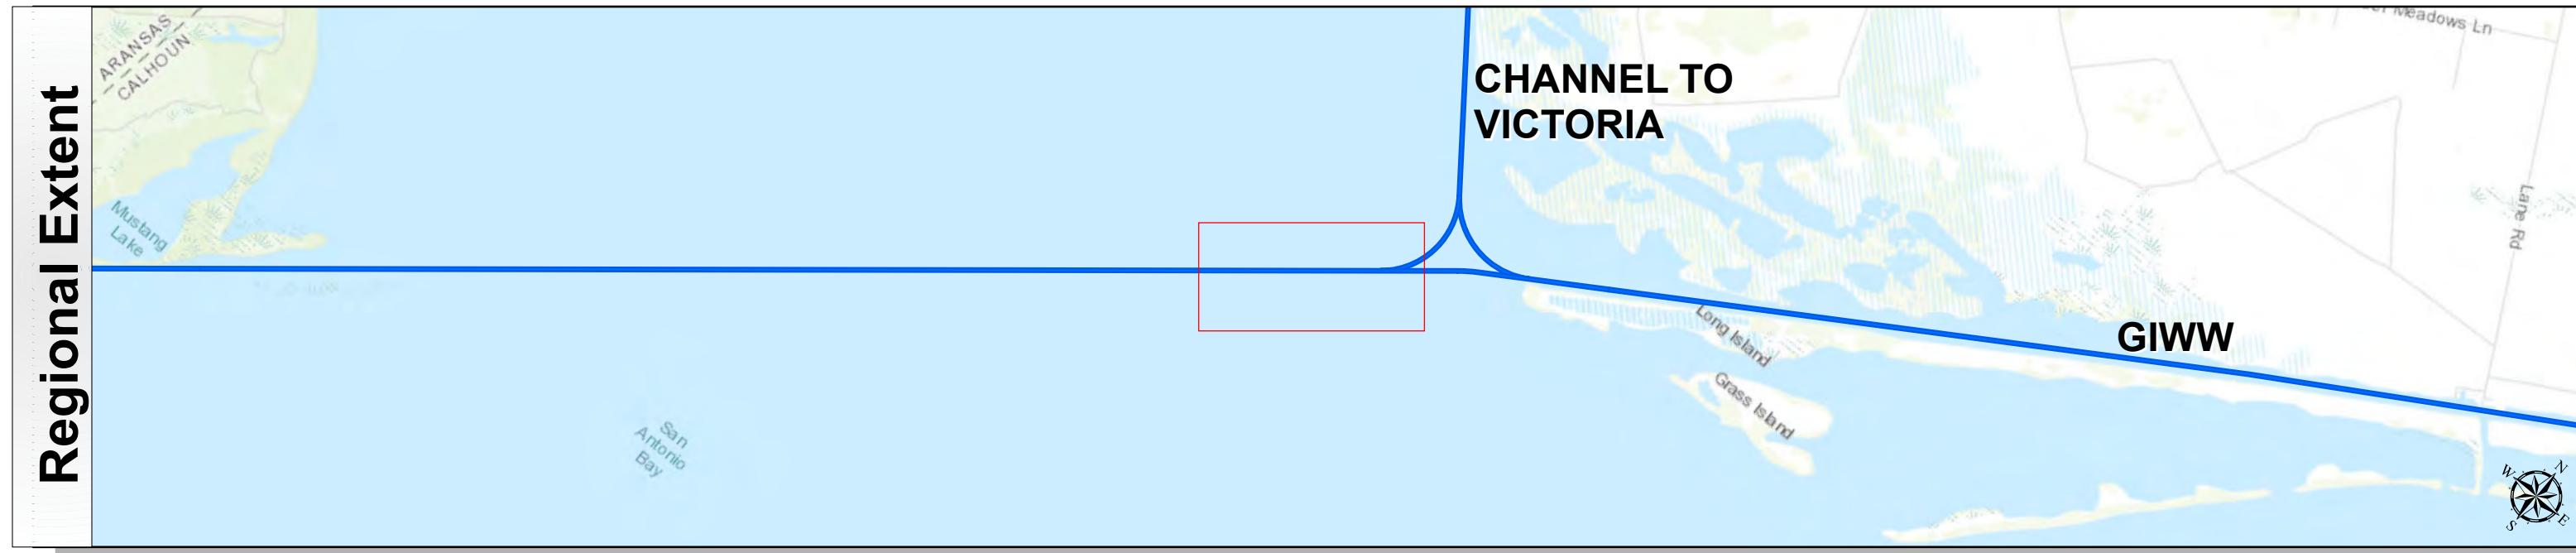 Regional Extent
ARANSAS
CALHOUN
Mustang
Lake
San
Antonio
Bay
CHANNEL TO
VICTORIA
Meadows Ln
Lane Rd
Long Island
Grass Island
GIWW
N
W
E
S